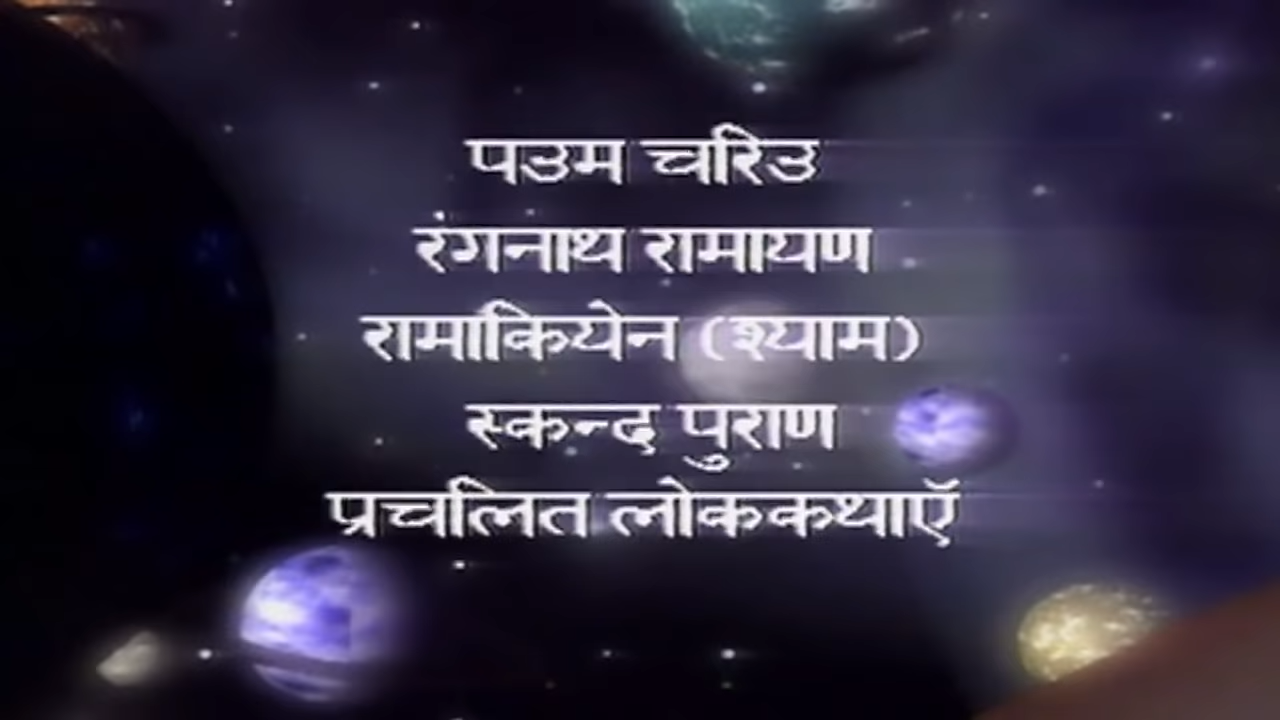 पउम चरिउ
रंगनाथ रामायण
रामाकियेन (श्याम)
स्कन्द पुराण
प्रचलित लोककथाएॅ